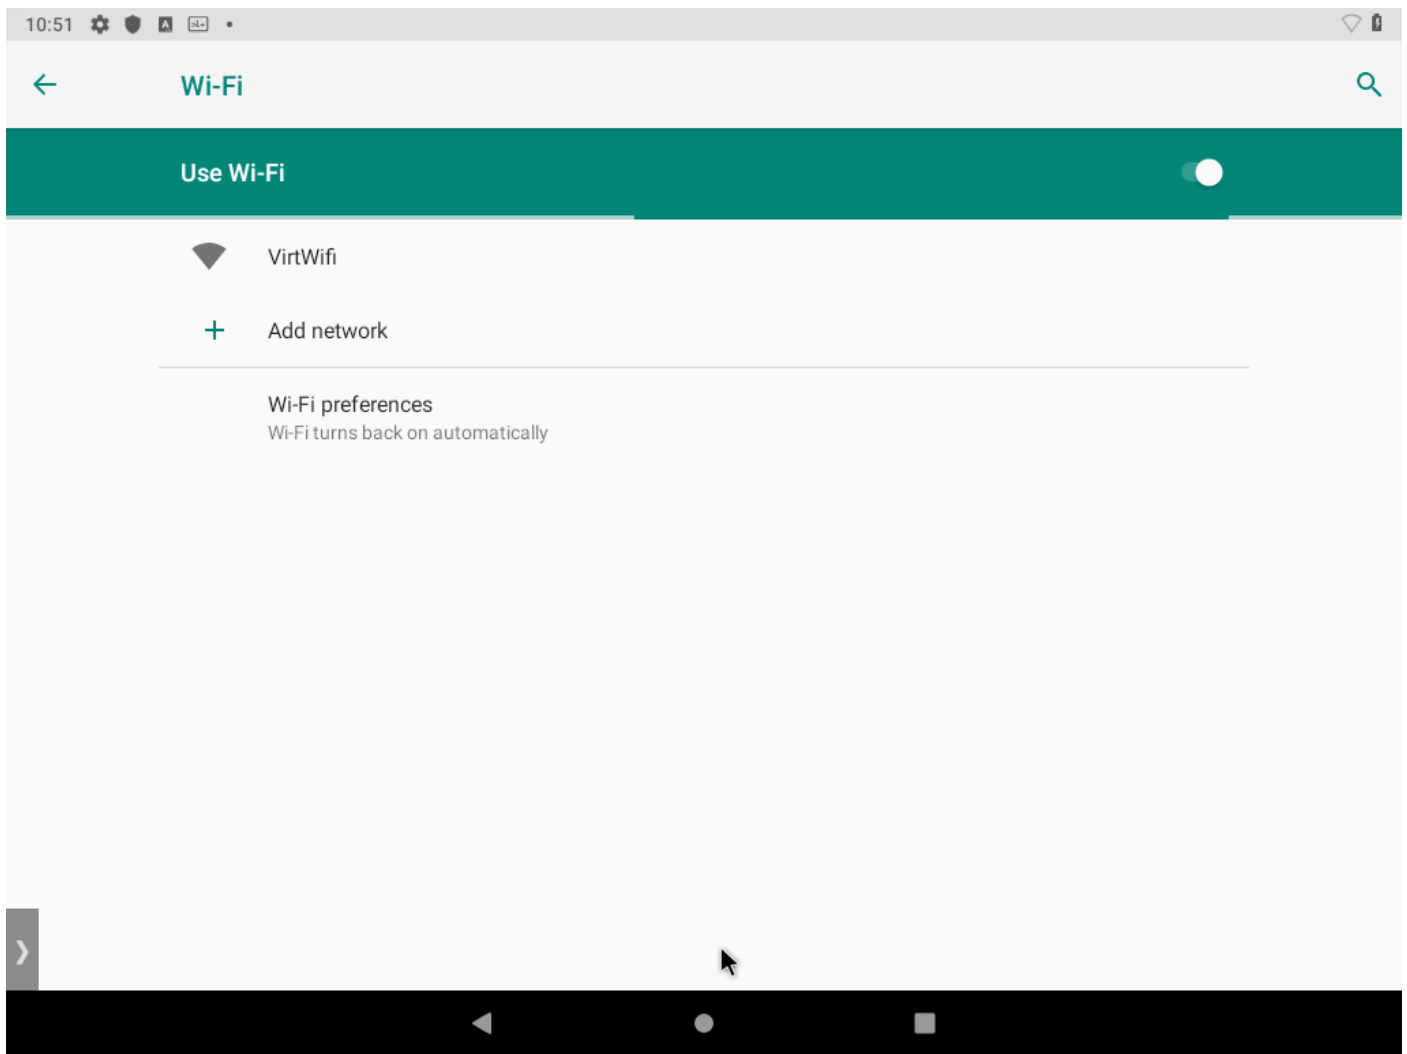 10:51
Wi-Fi
Use Wi-Fi
VirtWifi
Add network
Wi-Fi preferences
Wi-Fi turns back on automatically